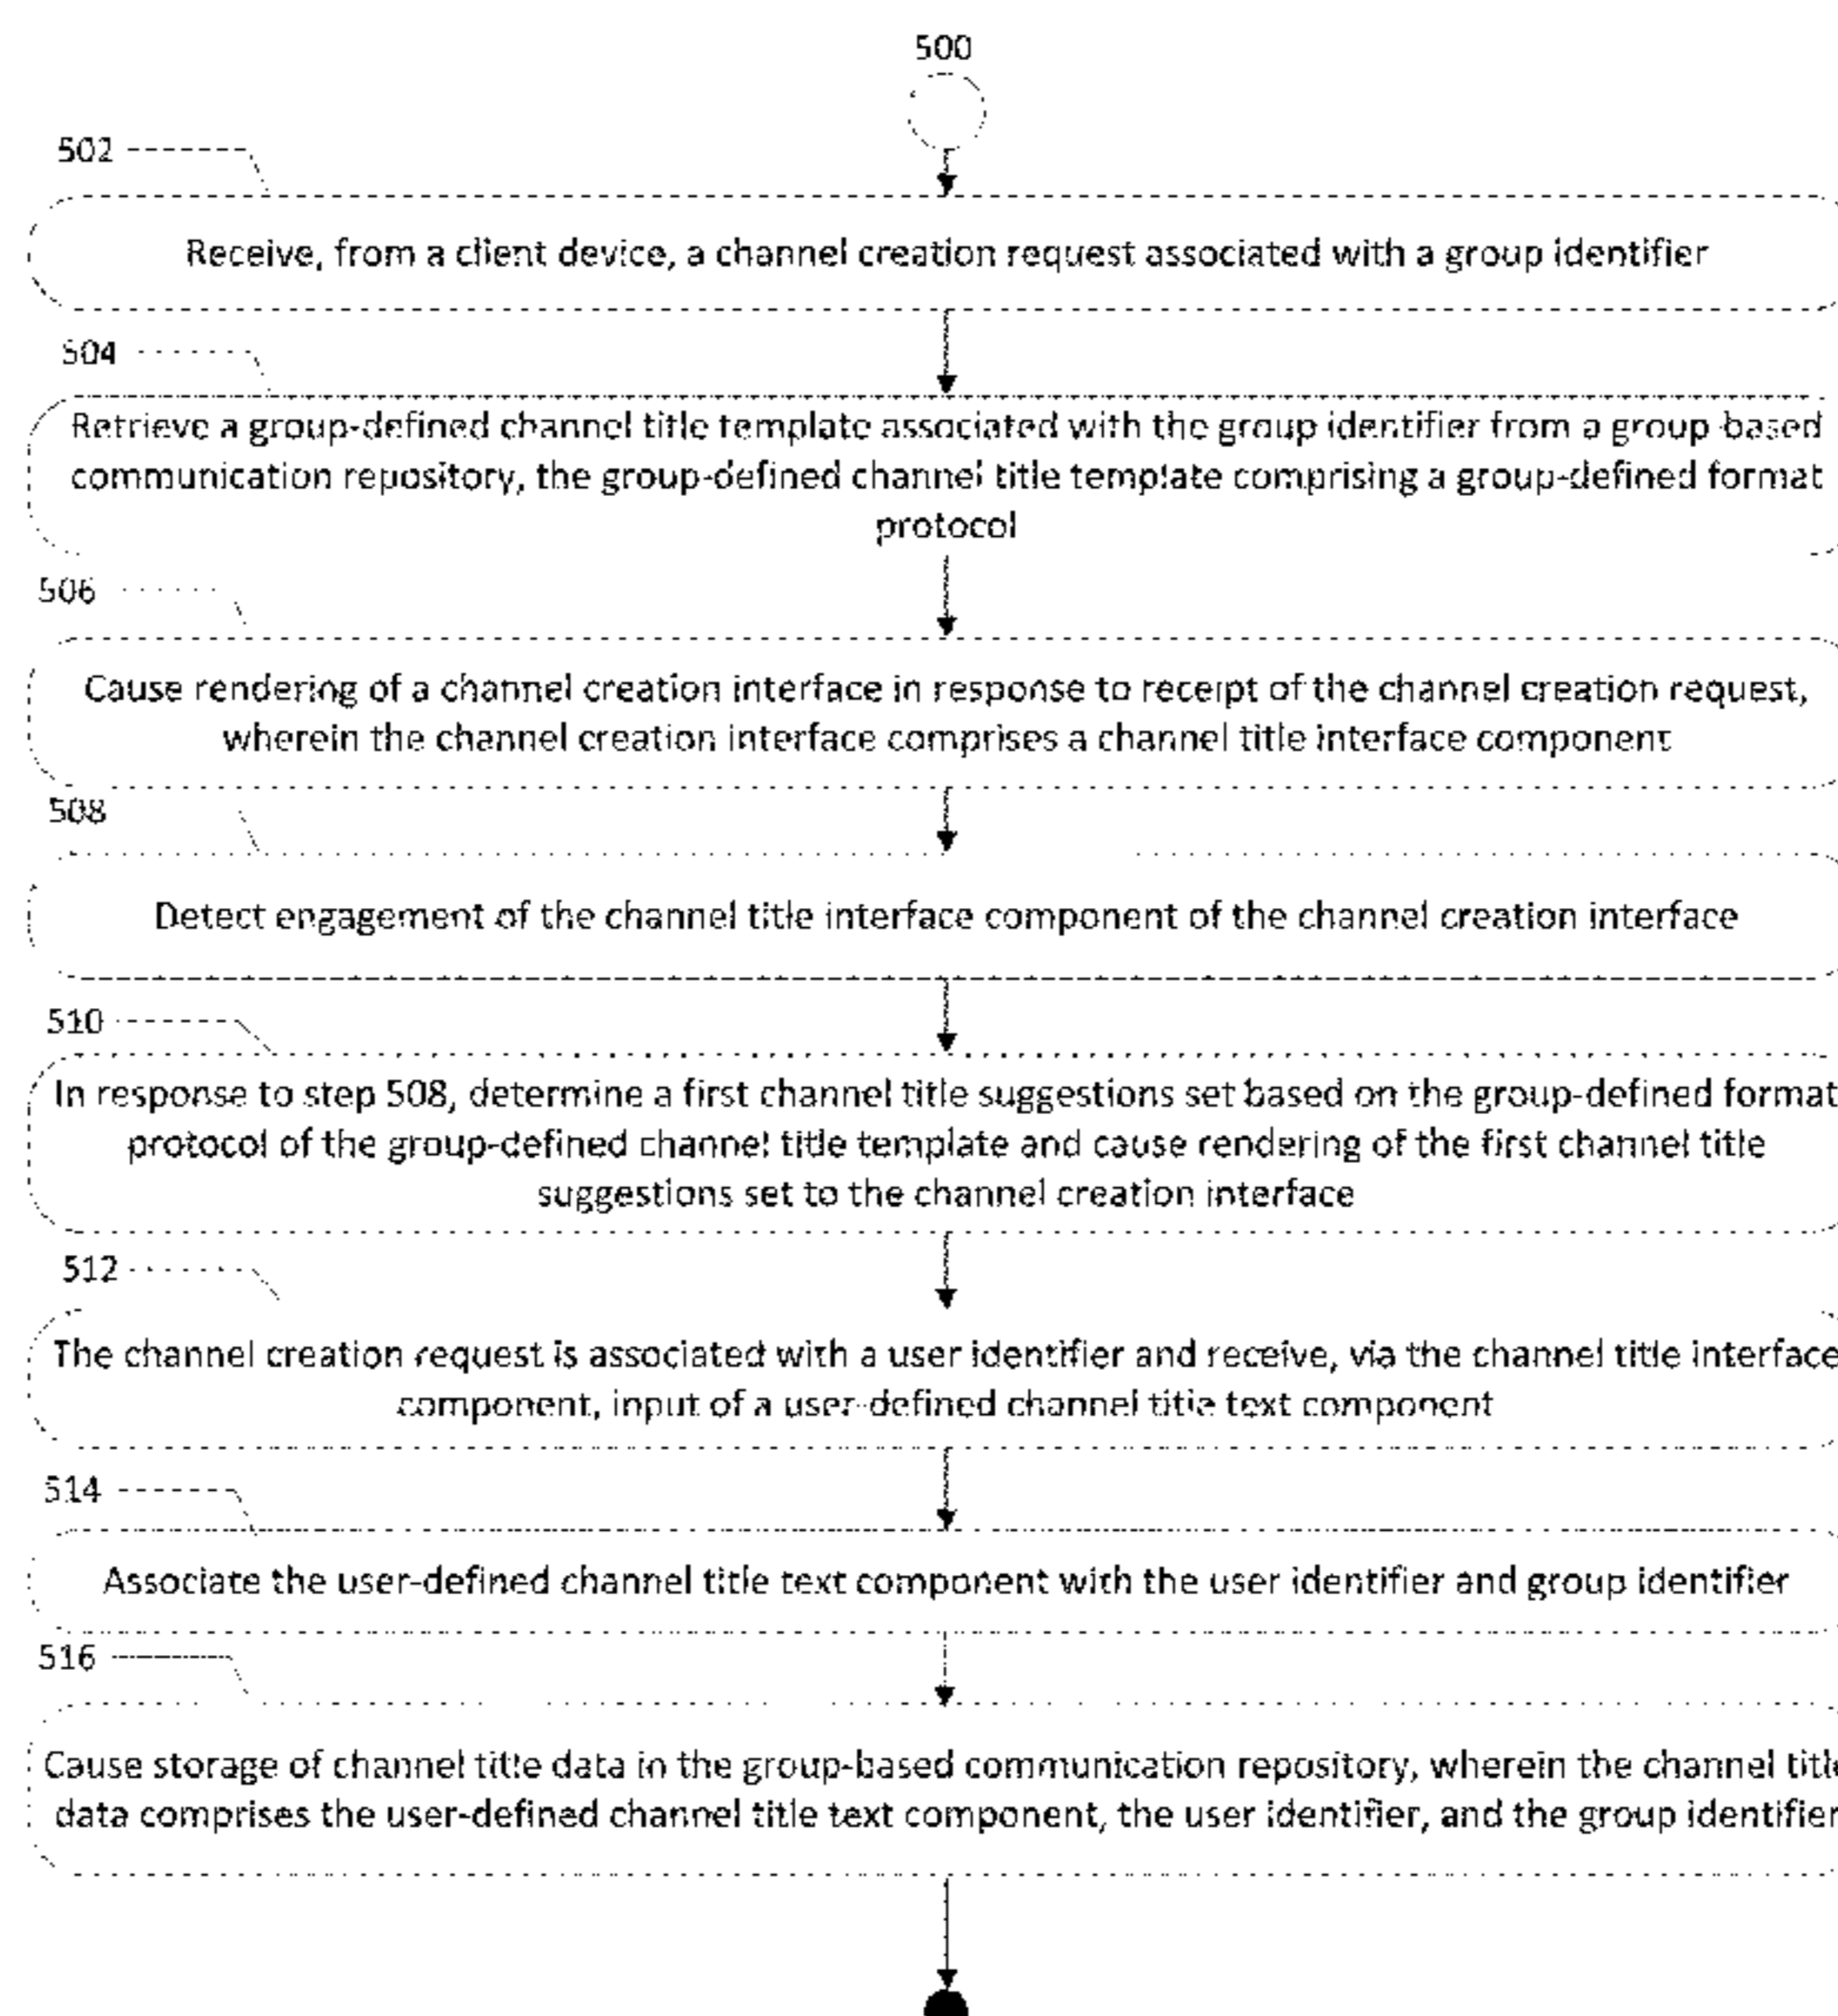 500
502
Receive, from a client device, a channel creation request associated with a group identifier
504
Retrieve a group-defined channel title template associated with the group identifier from a group-based
communication repository, the group-defined channel title template comprising a group-defined format
protocol
506
Cause rendering of a channel creation interface in response to receipt of the channel creation request,
wherein the channel creation interface comprises a channel title interface component
508
Detect engagement of the channel title interface component of the channel creation interface
510
In response to step 508, determine a first channel title suggestions set based on the group-defined format
protocol of the group-defined channel title template and cause rendering of the first channel title
suggestions set to the channel creation interface
512
The channel creation request is associated with a user identifier and receive, via the channel title interface
component, input of a user-defined channel title text component
514
Associate the user-defined channel title text component with the user identifier and group identifier
516
Cause storage of channel title data in the group-based communication repository, wherein the channel title
data comprises the user-defined channel title text component, the user identifier, and the group identifier